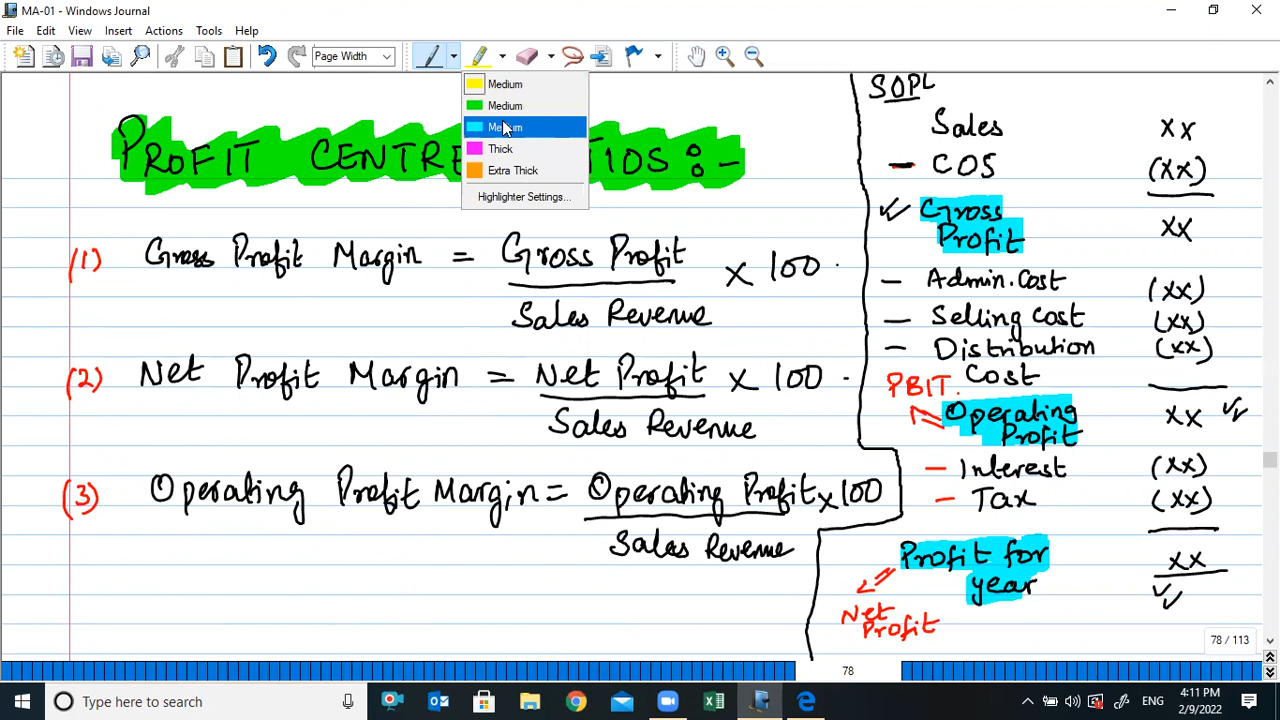 MA-01 - Windows Journal
File Edit View Insert Actions Tools Help
Page Width
Medium
Medium
Medium
Thick
Extra Thick
Highlighter Settings...
PROFIT CENTRE :-
(1) Gross Profit Margin = Gross Profit × 100
Sales Revenue
(2) Net Profit Margin = Net Profit × 100
Sales Revenue
(3) Operating Profit Margin = Operating Profit × 100
Sales Revenue
SOPL
Sales xx
- COS (xx)
Gross Profit xx
- Admin. Cost (xx)
- Selling Cost (xx)
- Distribution Cost (xx)
PBIT.
Operating Profit xx
- Interest (xx)
- Tax (xx)
Profit for year xx
Net Profit
78 / 113
78
Type here to search
ENG
4:11 PM
2/9/2022